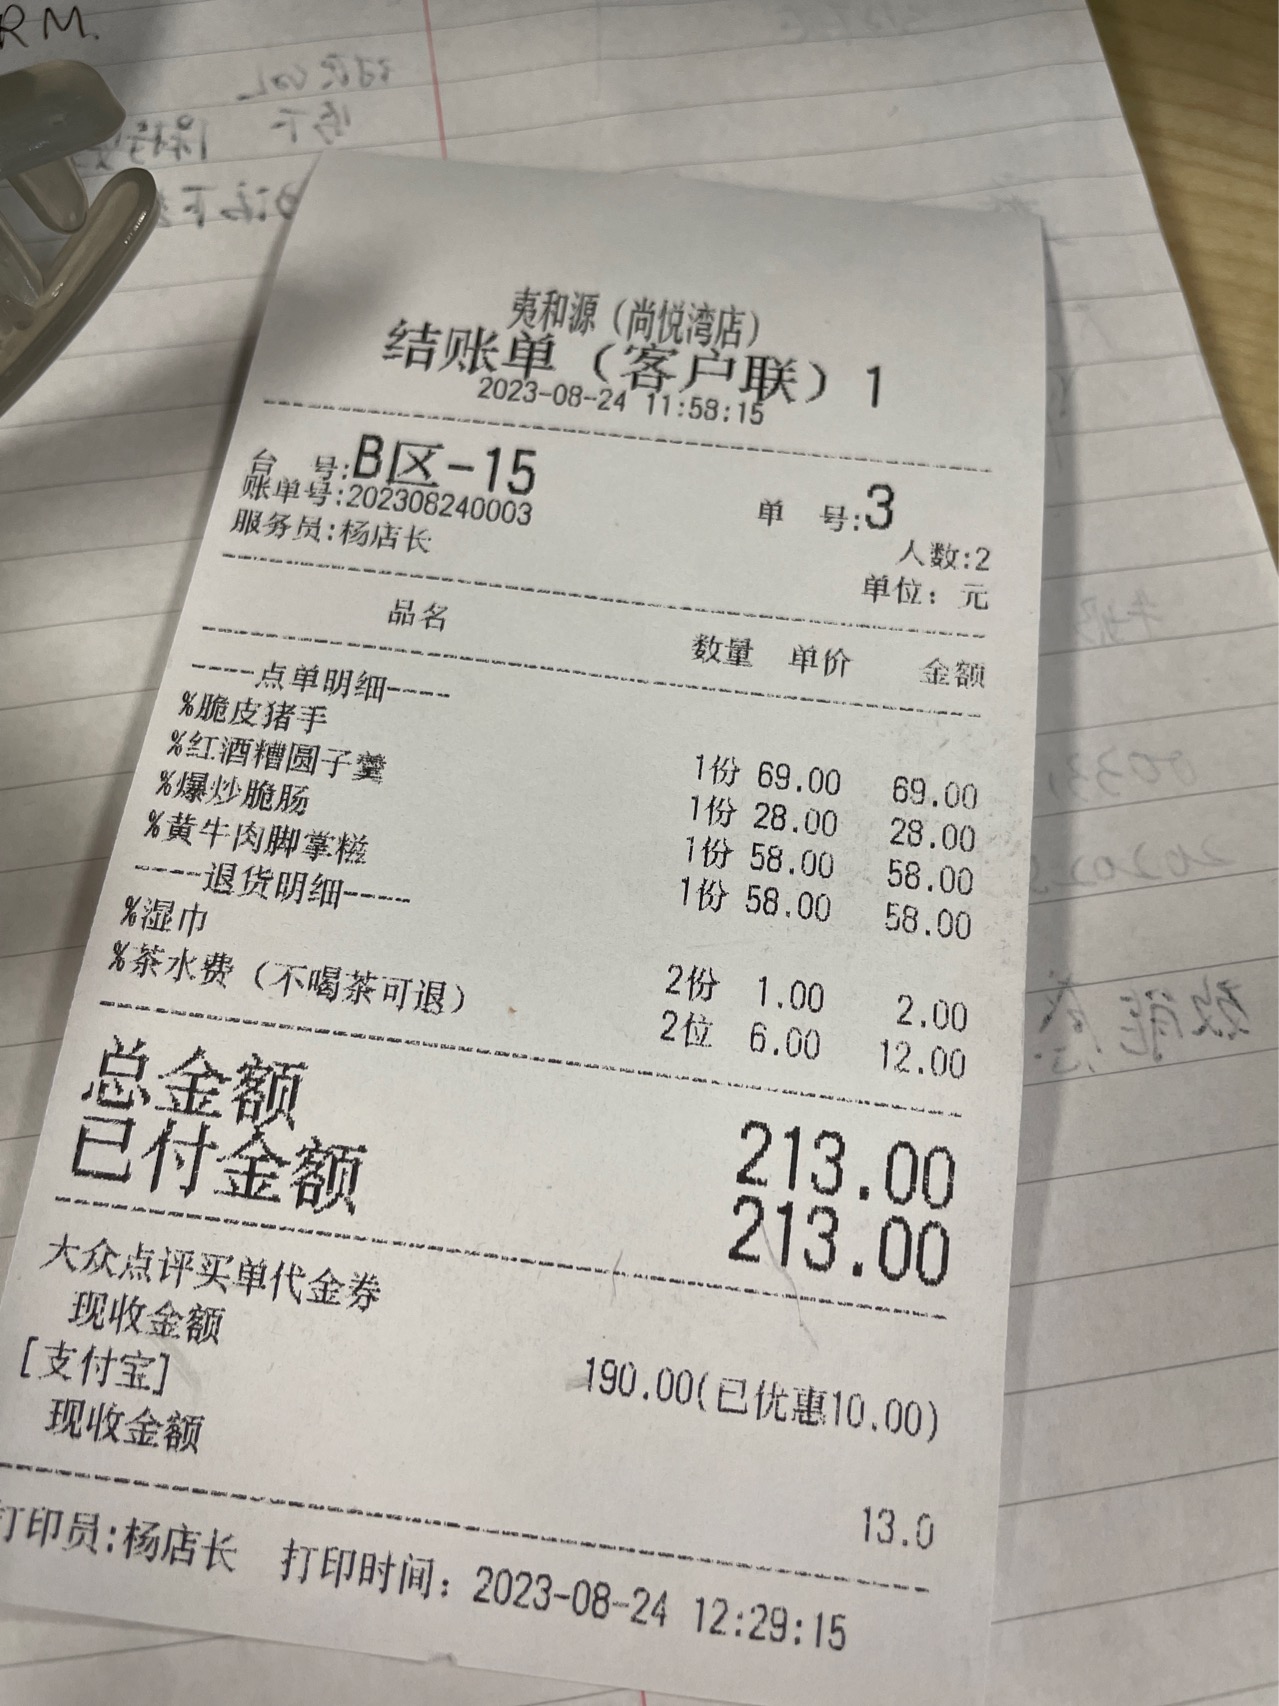 RM.
夷和源（尚悦湾店）
结账单（客户联）1
2023-08-24 11:58:15
台 号:B区-15 单 号:3
账单号:202308240003 人数:2
服务员:杨店长 单位：元
品名 数量 单价 金额
----点单明细----
%脆皮猪手 1份 69.00 69.00
%红酒糟圆子羹 1份 28.00 28.00
%爆炒脆肠 1份 58.00 58.00
%黄牛肉脚掌糍 1份 58.00 58.00
----退货明细----
%湿巾 2份 1.00 2.00
%茶水费（不喝茶可退） 2位 6.00 12.00
总金额 213.00
已付金额 213.00
大众点评买单代金券
现收金额 190.00(已优惠10.00)
[支付宝]
现收金额 13.0
打印员:杨店长 打印时间：2023-08-24 12:29:15